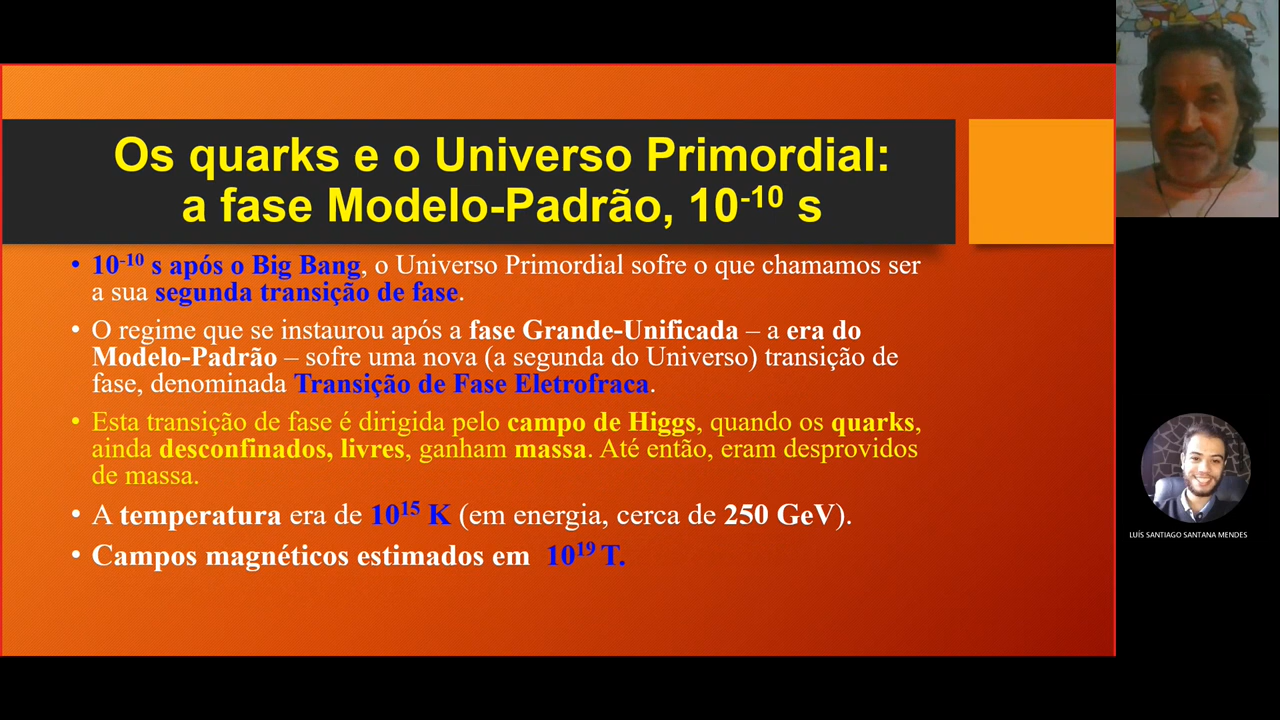 Os quarks e o Universo Primordial:
a fase Modelo-Padrão, 10⁻¹⁰ s
• 10⁻¹⁰ s após o Big Bang, o Universo Primordial sofre o que chamamos ser
a sua segunda transição de fase.
• O regime que se instaurou após a fase Grande-Unificada – a era do
Modelo-Padrão – sofre uma nova (a segunda do Universo) transição de
fase, denominada Transição de Fase Eletrofraca.
• Esta transição de fase é dirigida pelo campo de Higgs, quando os quarks,
ainda desconfinados, livres, ganham massa. Até então, eram desprovidos
de massa.
• A temperatura era de 10¹⁵ K (em energia, cerca de 250 GeV).
• Campos magnéticos estimados em 10¹⁹ T.
LUÍS SANTIAGO SANTANA MENDES